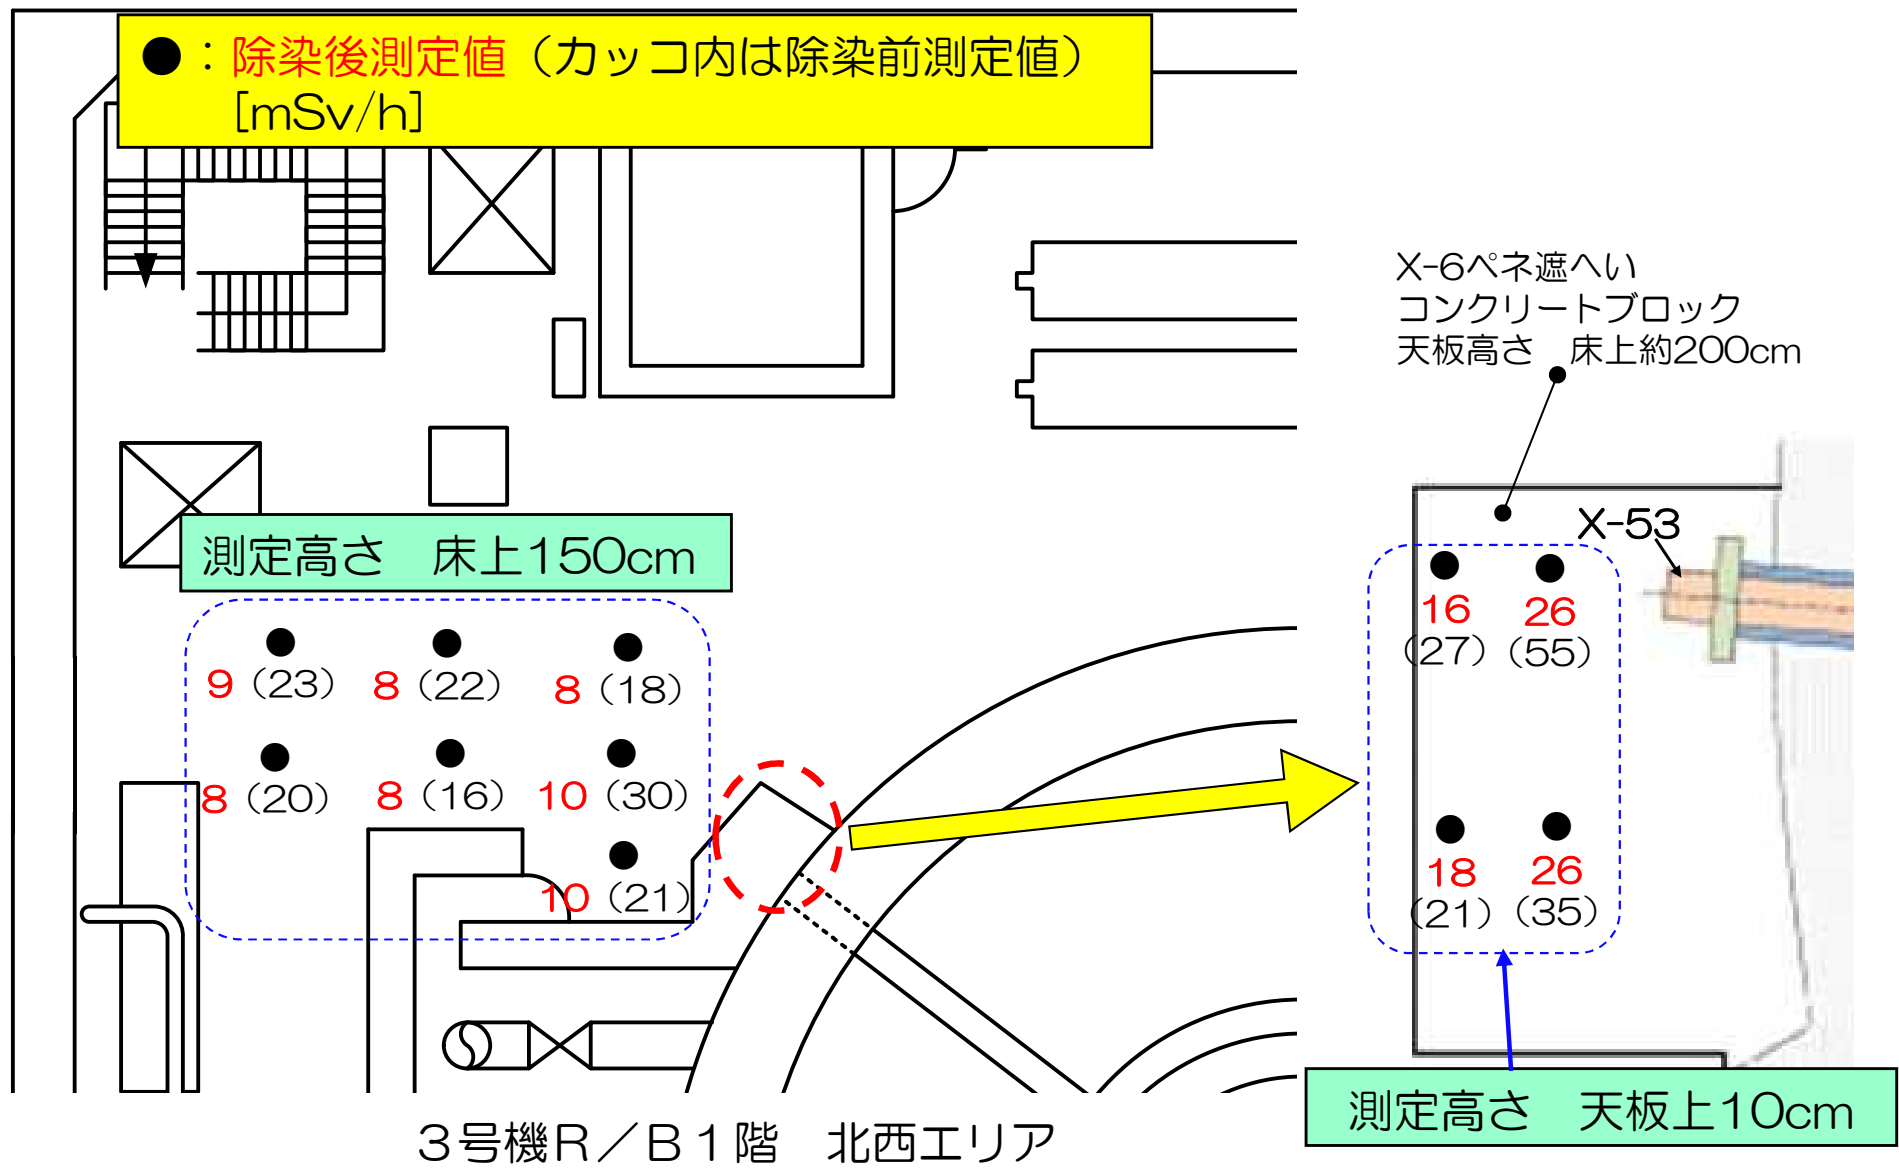 ●：除染後測定値（カッコ内は除染前測定値）
[mSv/h]
X-6ペネ遮へい
コンクリートブロック
天板高さ　床上約200cm
X-53
測定高さ　床上150cm
16 26
（27）（55）
9（23） 8（22） 8（18）
8（20） 8（16） 10（30）
18 26
（21）（35）
10（21）
測定高さ　天板上10cm
３号機Ｒ／Ｂ１階　北西エリア